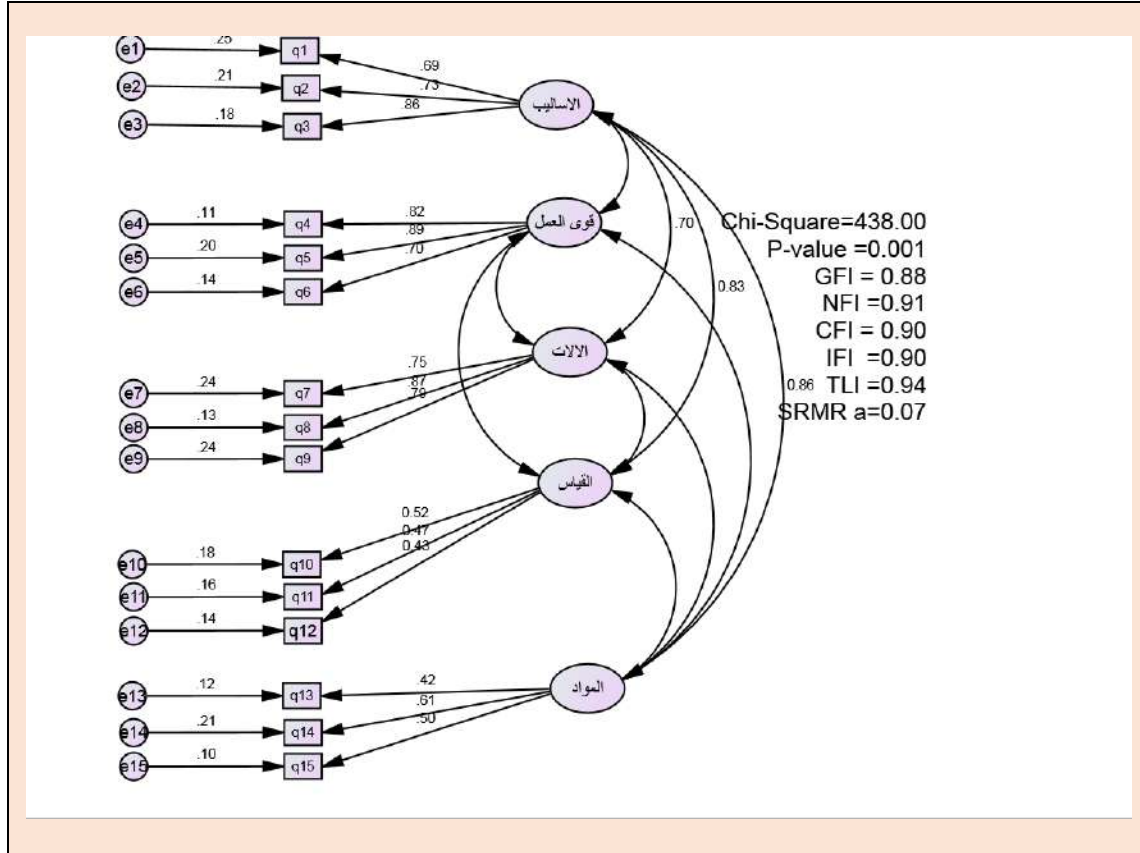 e1 .25 q1
.69
e2 .21 q2
.73
الاساليب
.86
e3 .18 q3
e4 .11 q4 .82 قوى العمل
.89
e5 .20 q5
.70
e6 .14 q6
.70
Chi-Square=438.00
P-value =0.001
GFI = 0.88
0.83
NFI =0.91
CFI = 0.90
IFI =0.90
0.86
TLI =0.94
SRMR a=0.07
الالات
.75
e7 .24 q7
.87
e8 .13 q8
.79
e9 .24 q9
القياس
0.52
0.47
0.43
e10 .18 q10
e11 .16 q11
e12 .14 q12
المواد
e13 .12 q13 .42
.61
e14 .21 q14
.50
e15 .10 q15